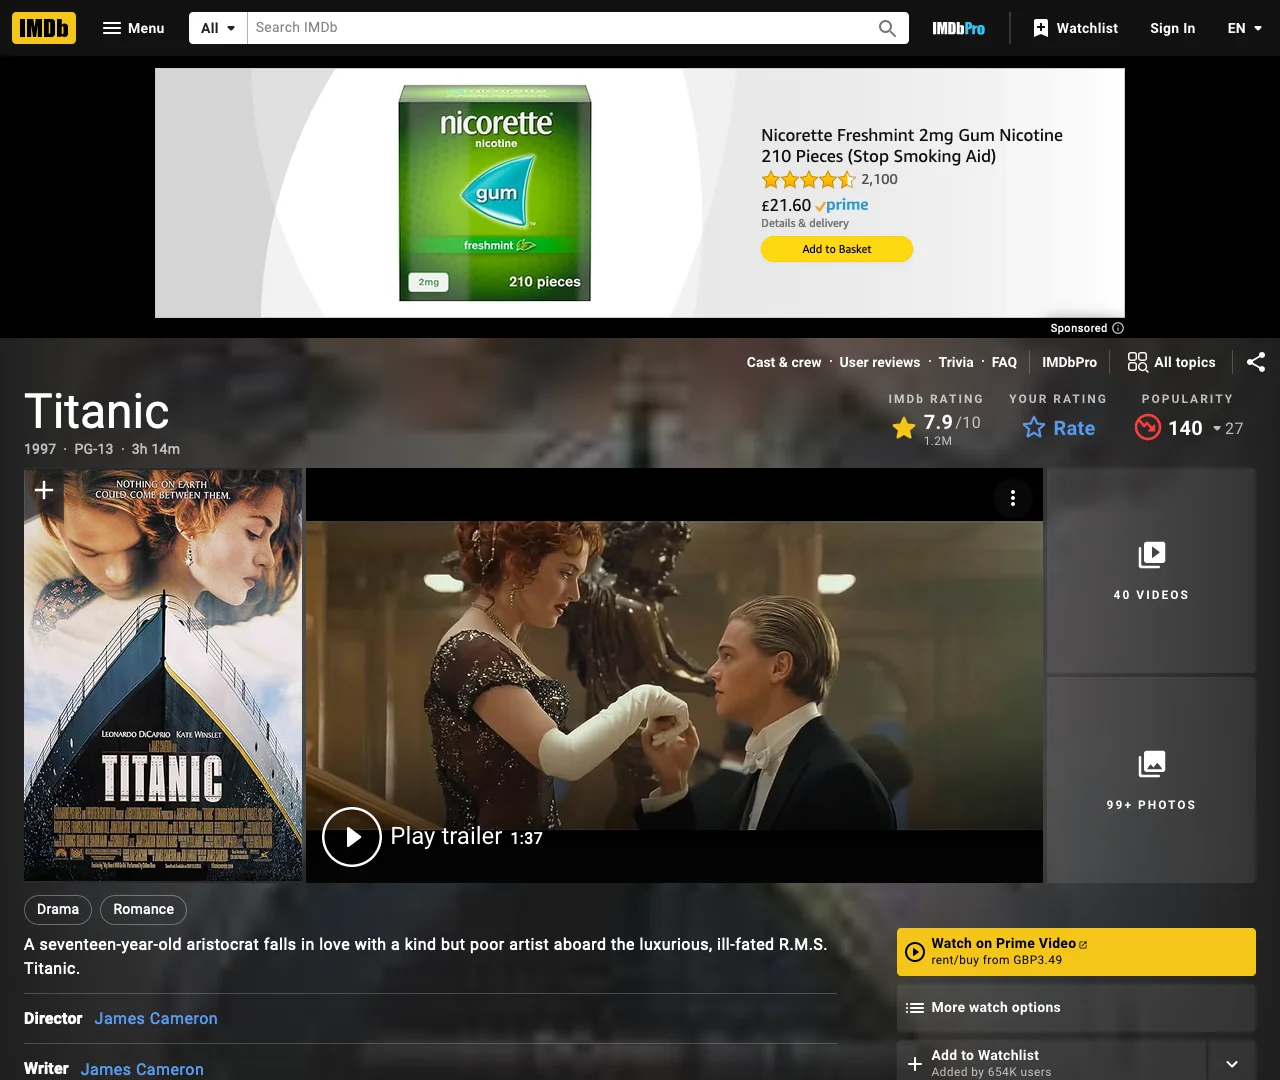 IMDb
Menu
All
Search IMDb
IMDbPro
Watchlist
Sign In
EN
nicorette
nicotine
gum
freshmint
2mg
210 pieces
Nicorette Freshmint 2mg Gum Nicotine
210 Pieces (Stop Smoking Aid)
2,100
£21.60 prime
Details & delivery
Add to Basket
Sponsored
Cast & crew · User reviews · Trivia · FAQ
IMDbPro
All topics
Titanic
1997 · PG-13 · 3h 14m
IMDb RATING
7.9/10
1.2M
YOUR RATING
Rate
POPULARITY
140
27
NOTHING ON EARTH
COULD COME BETWEEN THEM.
LEONARDO DICAPRIO KATE WINSLET
TITANIC
Play trailer 1:37
40 VIDEOS
99+ PHOTOS
Drama
Romance
A seventeen-year-old aristocrat falls in love with a kind but poor artist aboard the luxurious, ill-fated R.M.S.
Titanic.
Director James Cameron
Writer James Cameron
Watch on Prime Video
rent/buy from GBP3.49
More watch options
Add to Watchlist
Added by 654K users